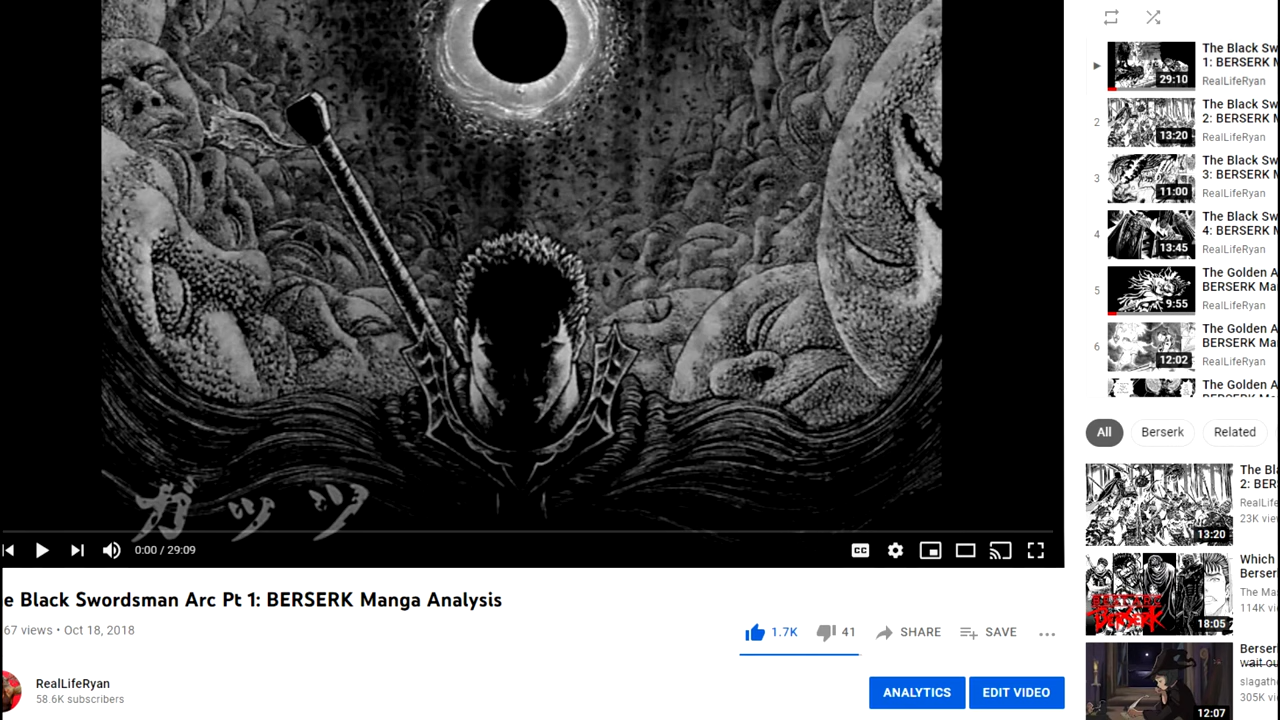 ガッツ
0:00 / 29:09
CC
e Black Swordsman Arc Pt 1: BERSERK Manga Analysis
67 views • Oct 18, 2018
1.7K
41
SHARE
SAVE
RealLifeRyan
58.6K subscribers
ANALYTICS
EDIT VIDEO
The Black Sw
1: BERSERK M
RealLifeRyan
29:10
2
The Black Sw
2: BERSERK M
RealLifeRyan
13:20
3
The Black Sw
3: BERSERK M
RealLifeRyan
11:00
4
The Black Sw
4: BERSERK M
RealLifeRyan
13:45
5
The Golden A
BERSERK Ma
RealLifeRyan
9:55
6
The Golden A
BERSERK Ma
RealLifeRyan
12:02
The Golden A
All
Berserk
Related
The Bl
2: BER
RealLife
23K vie
13:20
Which
Berser
The Ma
114K vi
BERSERK
18:05
Berser
wait ou
slagath
305K vi
12:07